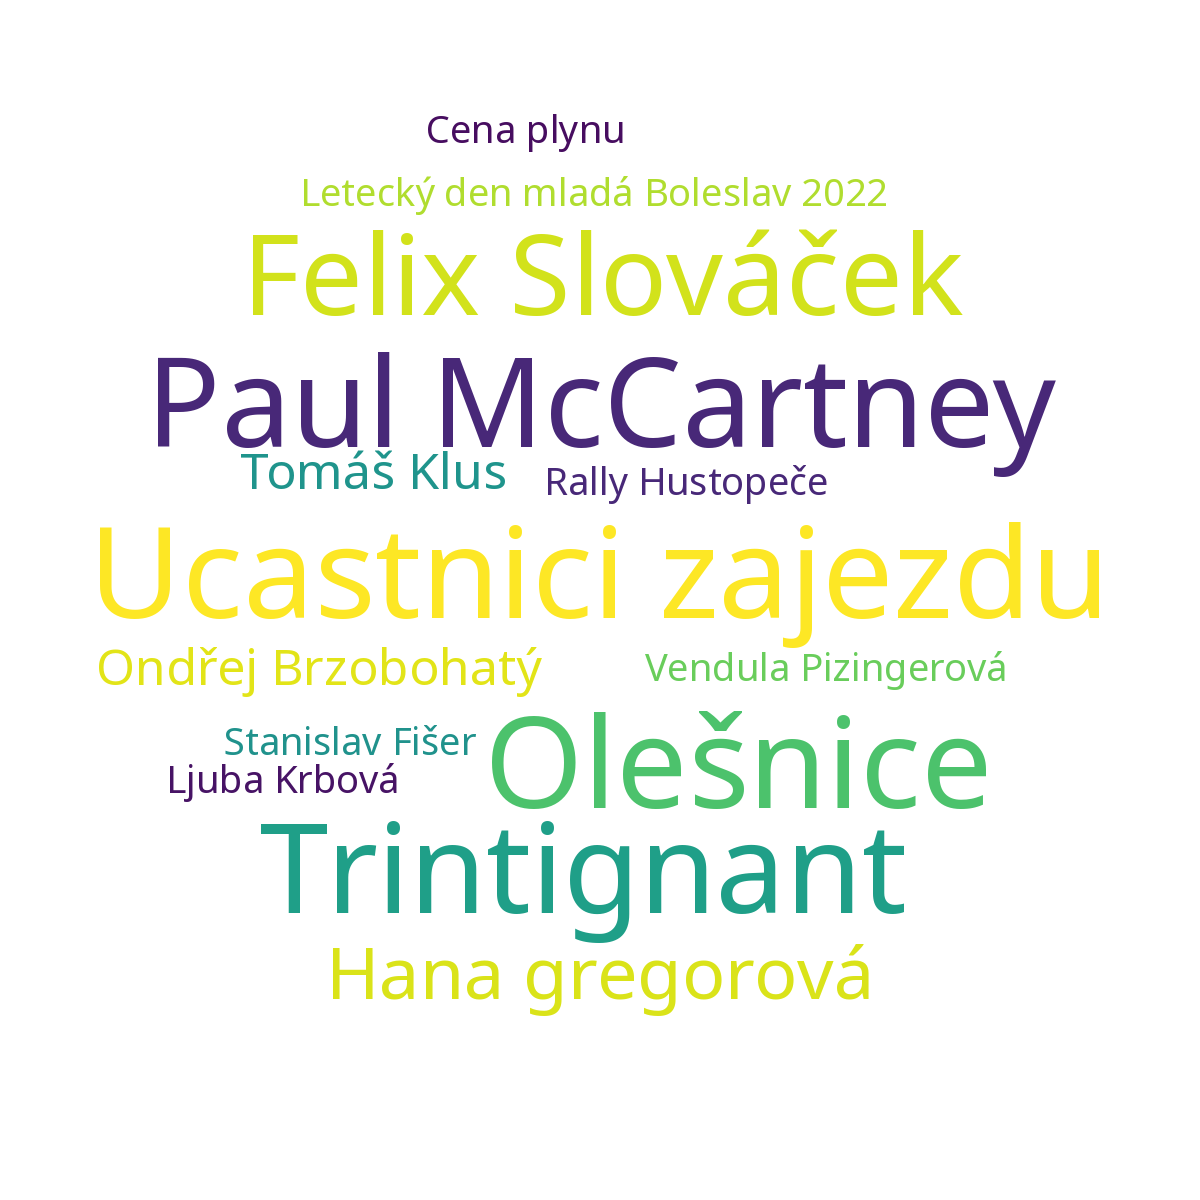 Cena plynu
Letecký den mladá Boleslav 2022
Felix Slováček
Paul McCartney
Tomáš Klus
Rally Hustopeče
Ucastnici zajezdu
Ondřej Brzobohatý
Vendula Pizingerová
Stanislav Fišer
Olešnice
Ljuba Krbová
Trintignant
Hana gregorová